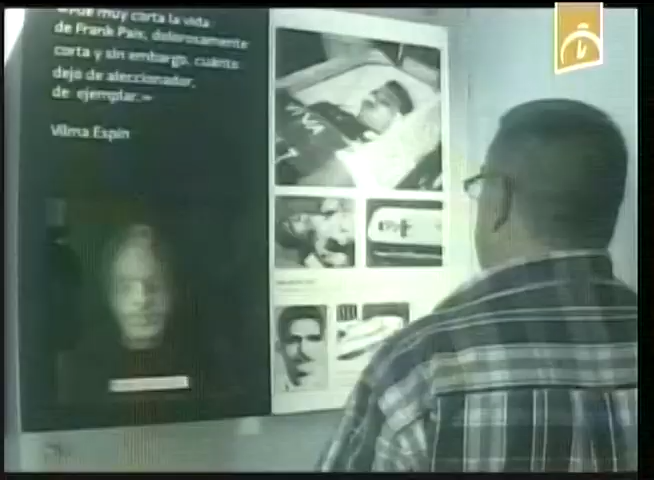 «Fue muy corta la vida
de Frank País, dolorosamente
corta y sin embargo, cuánto
dejó de aleccionador,
de ejemplar.»
Vilma Espín